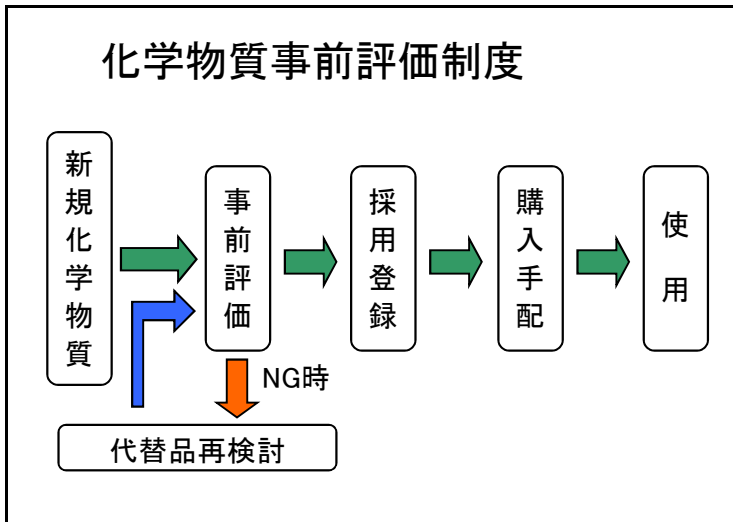 化学物質事前評価制度
新規化学物質
事前評価
採用登録
購入手配
使用
NG時
代替品再検討